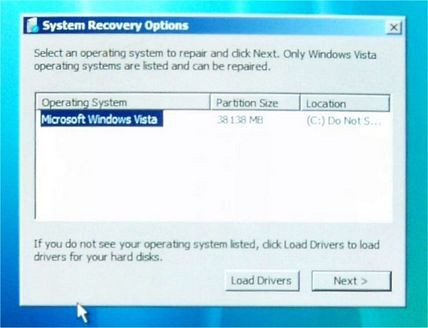 System Recovery Options
Select an operating system to repair and click Next. Only Windows Vista
operating systems are listed and can be repaired.
Operating System Partition Size Location
Microsoft Windows Vista 38138 MB (C:) Do Not S...
If you do not see your operating system listed, click Load Drivers to load
drivers for your hard disks.
Load Drivers Next >